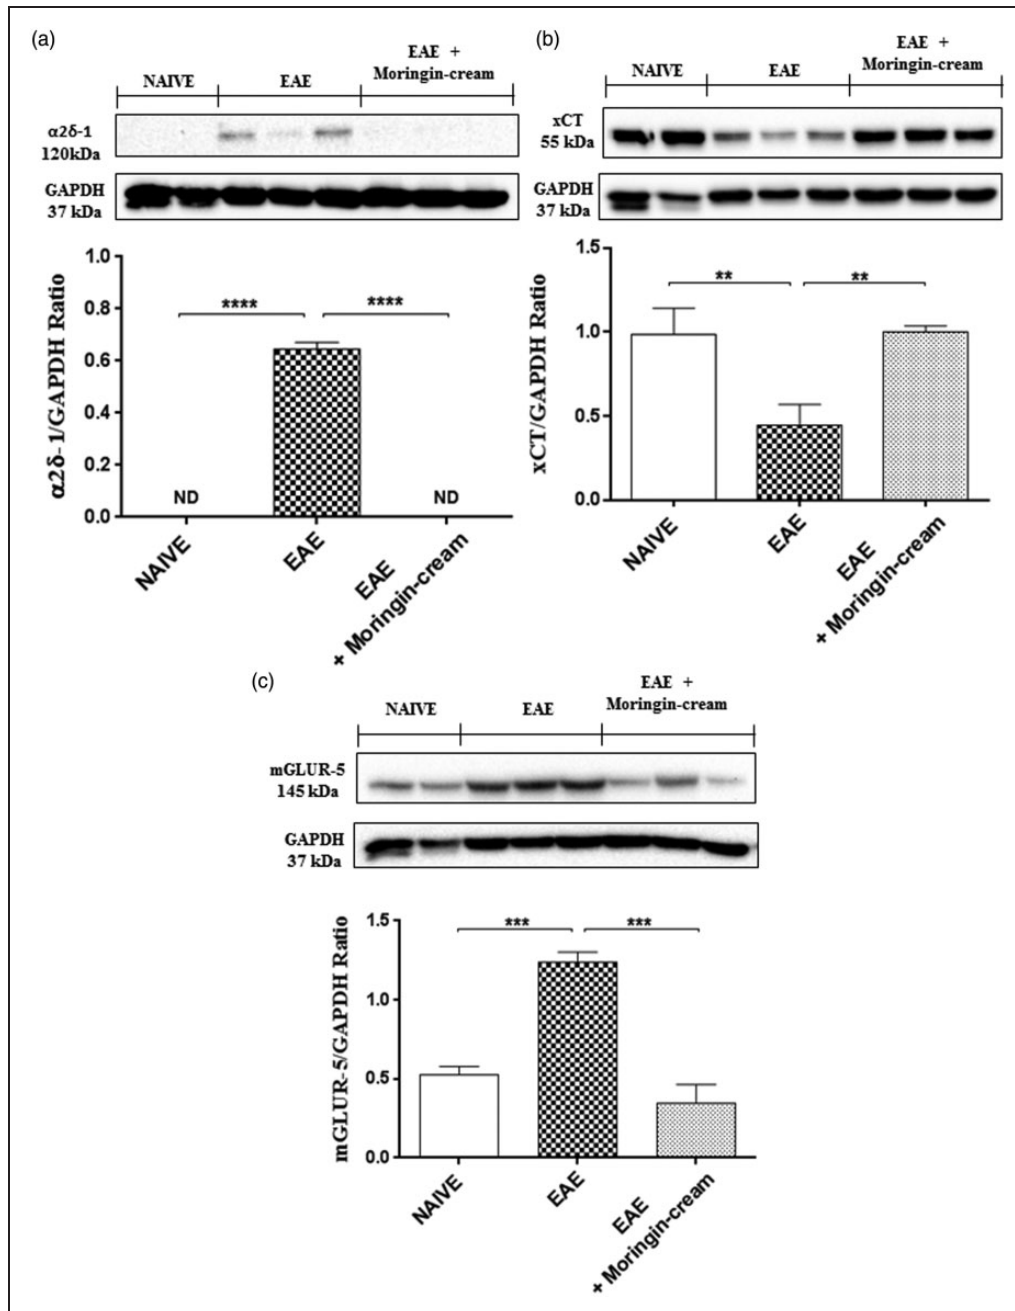 (a)
NAIVE
EAE
EAE +
Moringin-cream
α2δ-1
120kDa
GAPDH
37 kDa
α2δ-1/GAPDH Ratio
1.0
0.8
0.6
0.4
0.2
0.0
****
****
ND
ND
NAIVE
EAE
EAE
+ Moringin-cream
(b)
NAIVE
EAE
EAE +
Moringin-cream
xCT
55 kDa
GAPDH
37 kDa
xCT/GAPDH Ratio
1.5
1.0
0.5
0.0
**
**
NAIVE
EAE
EAE
+ Moringin-cream
(c)
NAIVE
EAE
EAE +
Moringin-cream
mGLUR-5
145 kDa
GAPDH
37 kDa
mGLUR-5/GAPDH Ratio
1.5
1.0
0.5
0.0
***
***
NAIVE
EAE
EAE
+ Moringin-cream